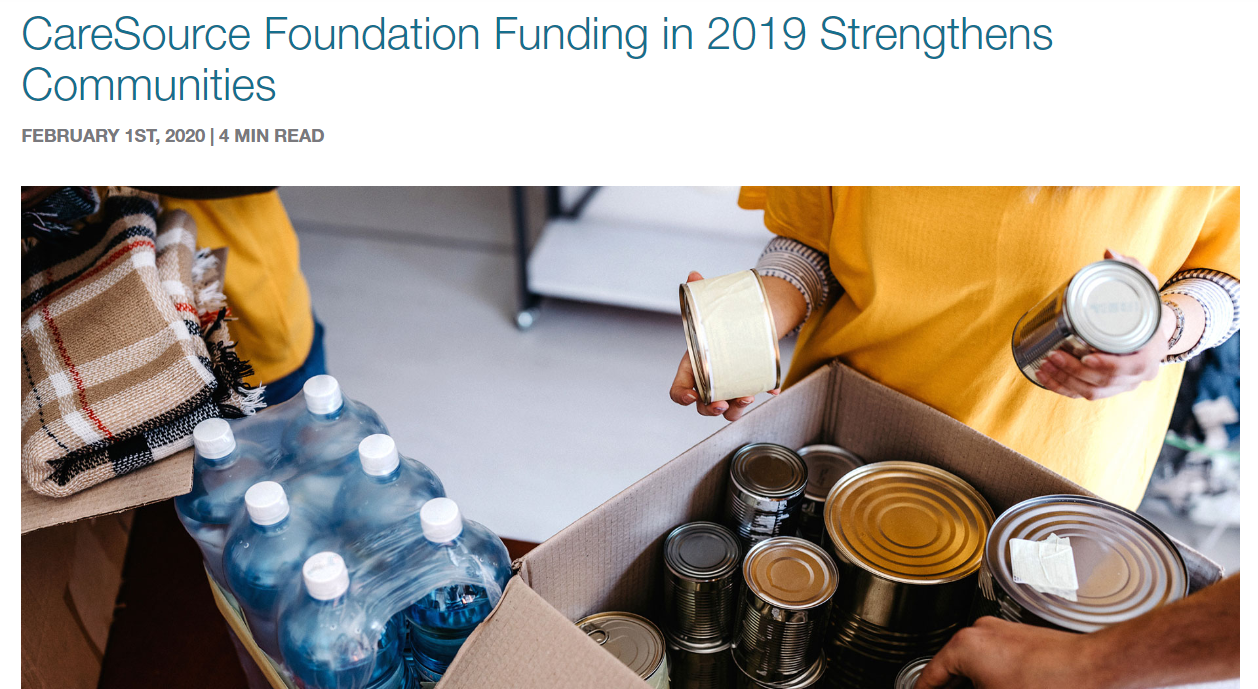 CareSource Foundation Funding in 2019 Strengthens
Communities
FEBRUARY 1ST, 2020 | 4 MIN READ